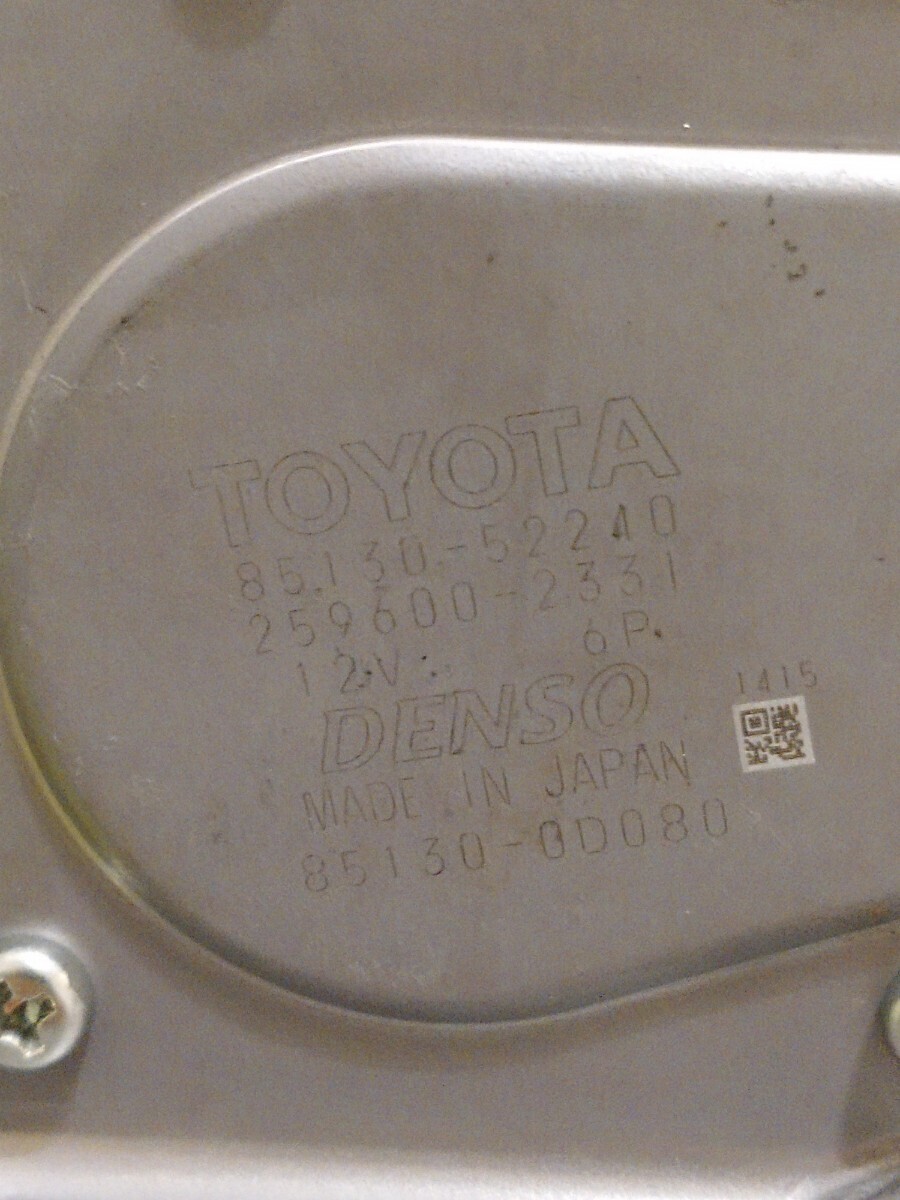 TOYOTA
85130-52240
259600-2331
12V 6P
DENSO
1415
MADE IN JAPAN
85130-0D080